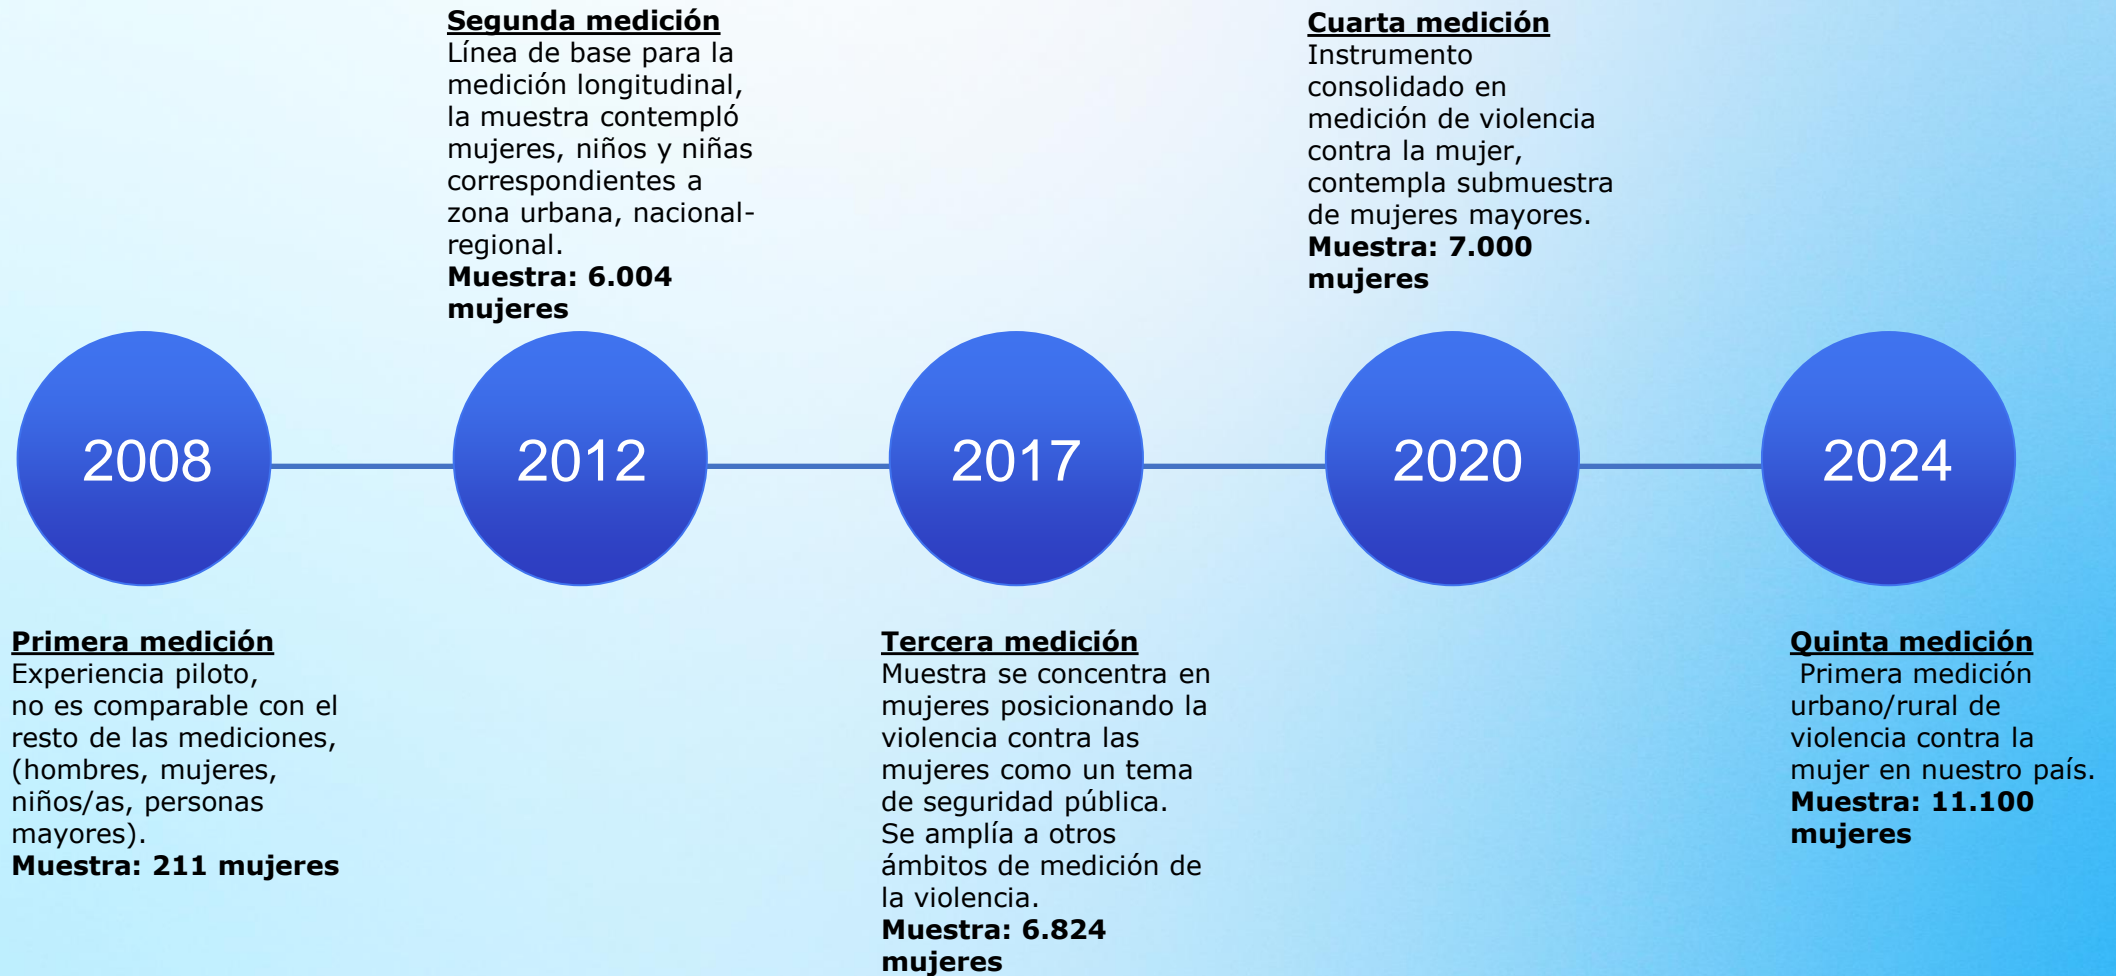 Segunda medición
Línea de base para la
medición longitudinal,
la muestra contempló
mujeres, niños y niñas
correspondientes a
zona urbana, nacional-
regional.
Muestra: 6.004
mujeres
Cuarta medición
Instrumento
consolidado en
medición de violencia
contra la mujer,
contempla submuestra
de mujeres mayores.
Muestra: 7.000
mujeres
2008
2012
2017
2020
2024
Primera medición
Experiencia piloto,
no es comparable con el
resto de las mediciones,
(hombres, mujeres,
niños/as, personas
mayores).
Muestra: 211 mujeres
Tercera medición
Muestra se concentra en
mujeres posicionando la
violencia contra las
mujeres como un tema
de seguridad pública.
Se amplía a otros
ámbitos de medición de
la violencia.
Muestra: 6.824
mujeres
Quinta medición
Primera medición
urbano/rural de
violencia contra la
mujer en nuestro país.
Muestra: 11.100
mujeres